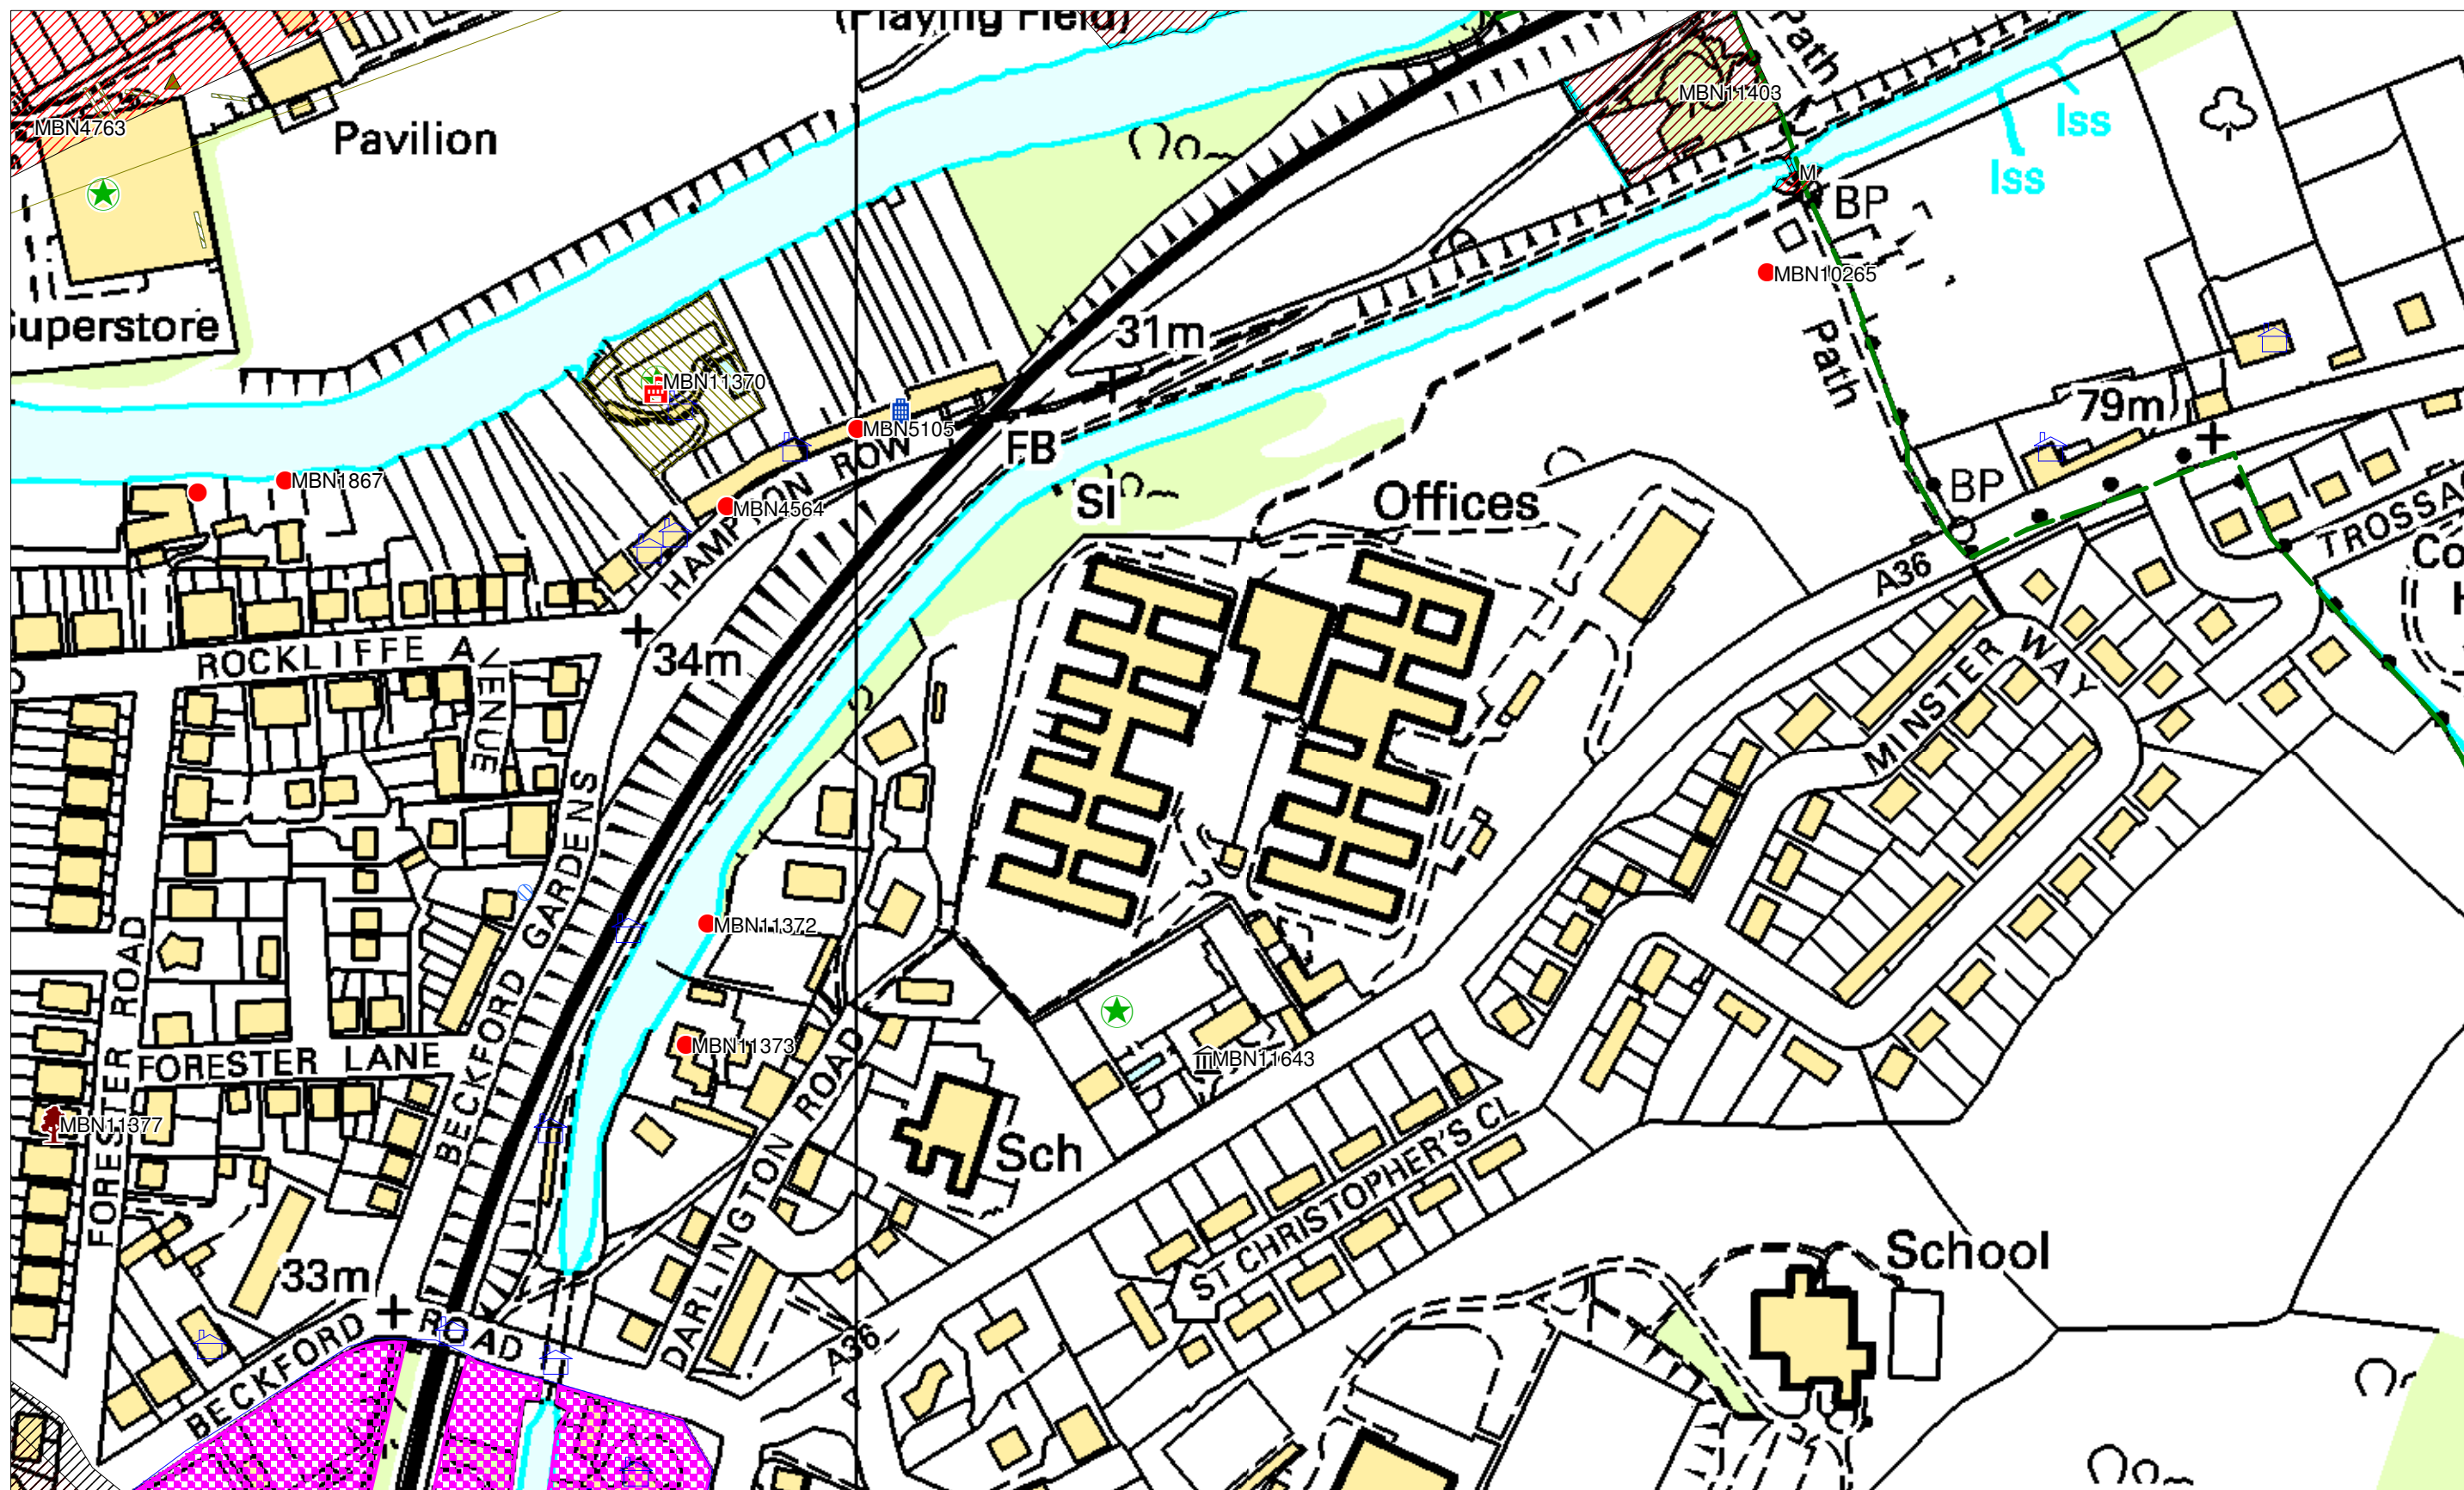 (Playing Field)
Path
MBN4763
Pavilion
MBN11403
Iss
Iss
M
BP
MBN10265
Superstore
31m
Path
MBN11370
79m
MBN5105
HAMPTON ROW
FB
MBN1867
MBN4564
SI
Offices
BP
A36
ROCKLIFFE AVENUE
34m
MINSTER WAY
BECKFORD GARDENS
MBN11372
FORESTER ROAD
MBN11373
MBN11643
FORESTER LANE
MBN11377
DARLINGTON ROAD
Sch
ST CHRISTOPHER'S CL
School
33m
BECKFORD ROAD
A36